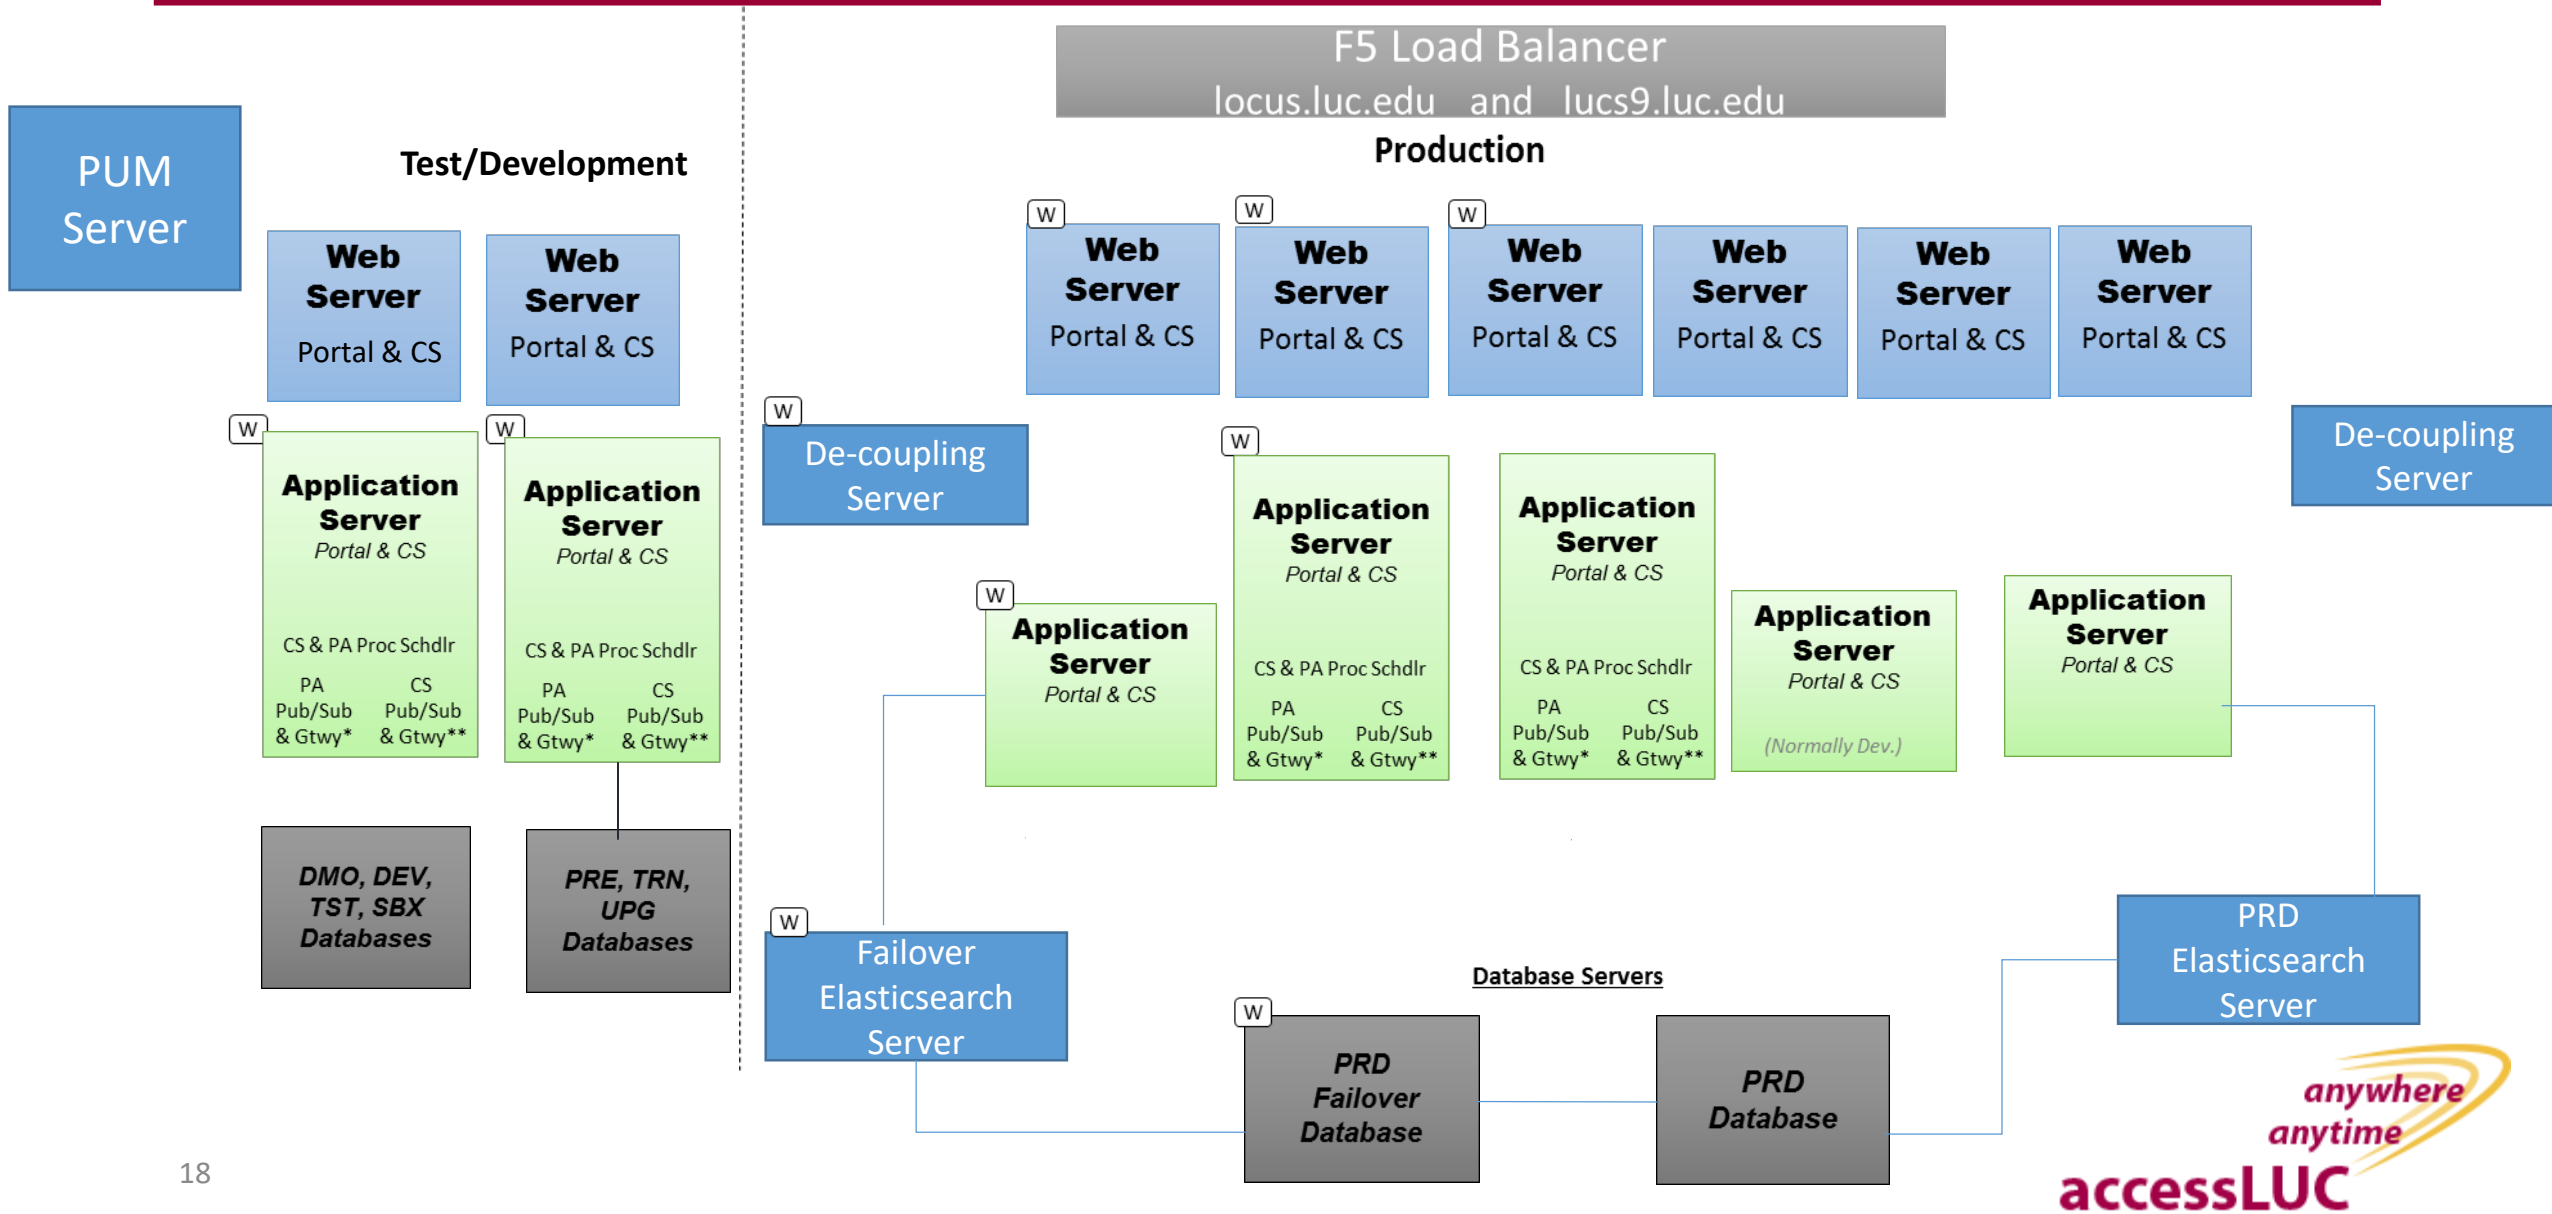 F5 Load Balancer
locus.luc.edu and lucs9.luc.edu
PUM
Server
Test/Development
Production
Web
Server
Portal & CS
Web
Server
Portal & CS
W
Web
Server
Portal & CS
W
Web
Server
Portal & CS
W
Web
Server
Portal & CS
Web
Server
Portal & CS
Web
Server
Portal & CS
Web
Server
Portal & CS
W
Application
Server
Portal & CS
CS & PA Proc Schdlr
PA CS
Pub/Sub Pub/Sub
& Gtwy* & Gtwy**
W
Application
Server
Portal & CS
CS & PA Proc Schdlr
PA CS
Pub/Sub Pub/Sub
& Gtwy* & Gtwy**
W
De-coupling
Server
W
Application
Server
Portal & CS
W
Application
Server
Portal & CS
CS & PA Proc Schdlr
PA CS
Pub/Sub Pub/Sub
& Gtwy* & Gtwy**
Application
Server
Portal & CS
CS & PA Proc Schdlr
PA CS
Pub/Sub Pub/Sub
& Gtwy* & Gtwy**
Application
Server
Portal & CS
(Normally Dev.)
Application
Server
Portal & CS
De-coupling
Server
DMO, DEV,
TST, SBX
Databases
PRE, TRN,
UPG
Databases
W
Failover
Elasticsearch
Server
Database Servers
W
PRD
Failover
Database
PRD
Database
PRD
Elasticsearch
Server
18
anywhere
anytime
accessLUC